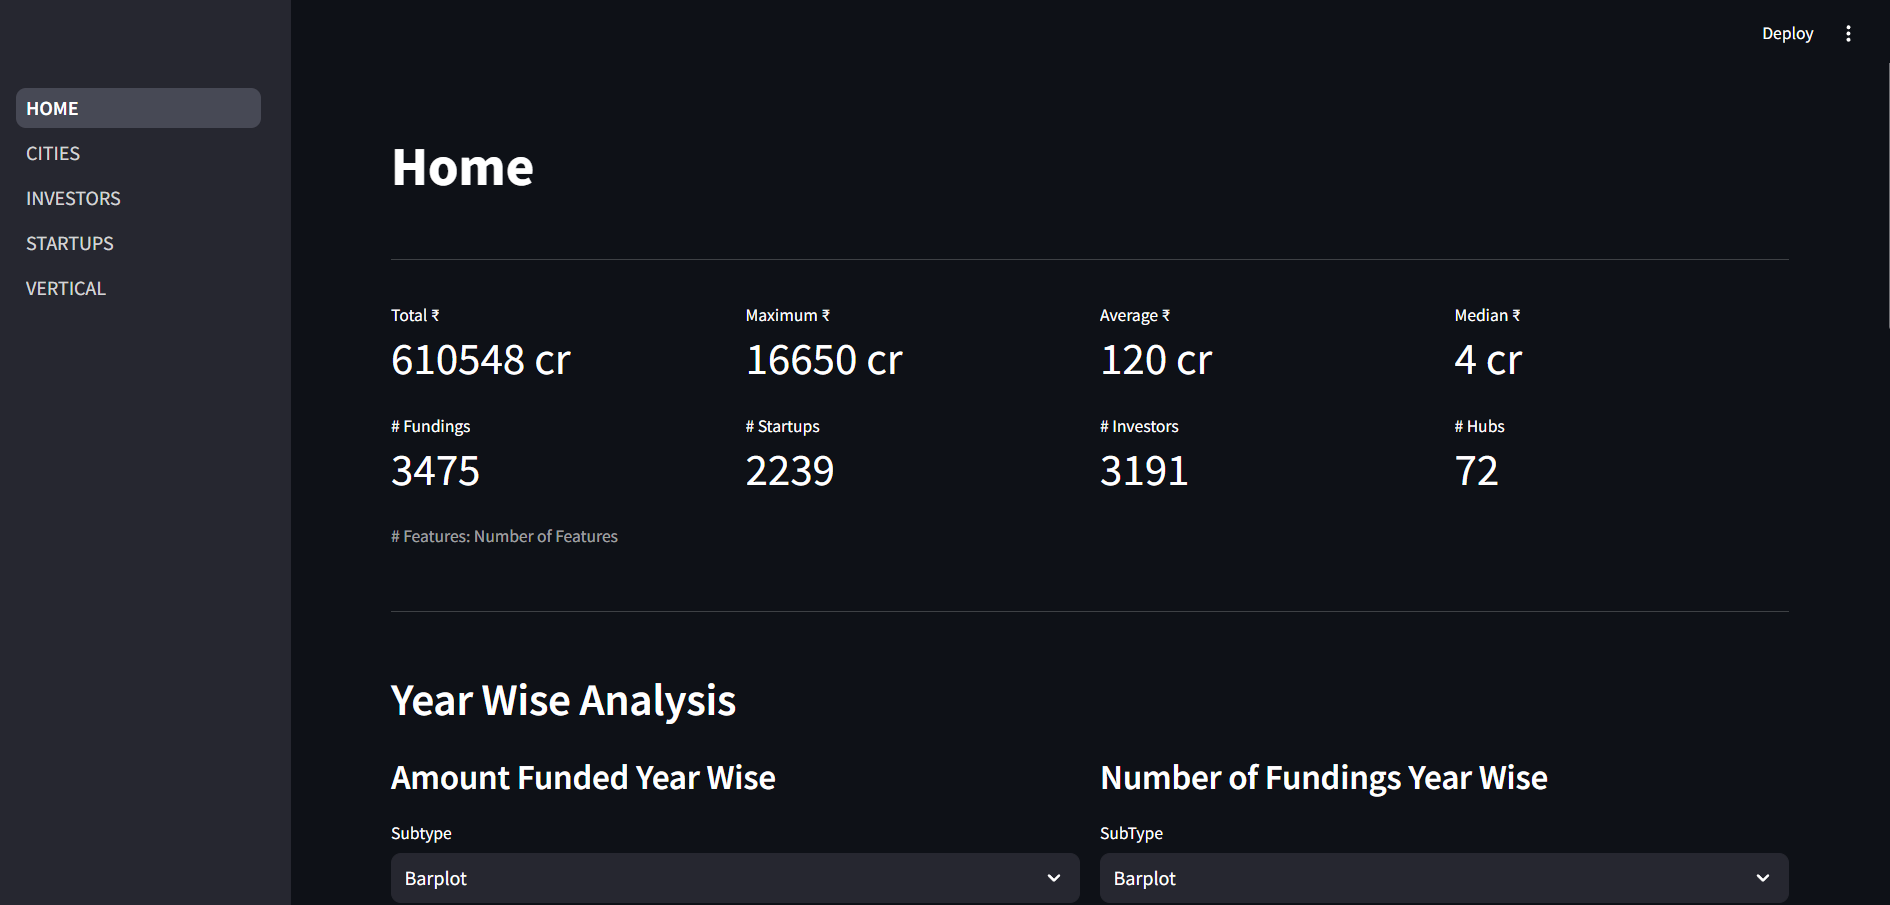 Deploy
HOME
CITIES
INVESTORS
STARTUPS
VERTICAL
Home
Total ₹
Maximum ₹
Average ₹
Median ₹
610548 cr
16650 cr
120 cr
4 cr
# Fundings
# Startups
# Investors
# Hubs
3475
2239
3191
72
# Features: Number of Features
Year Wise Analysis
Amount Funded Year Wise
Number of Fundings Year Wise
Subtype
SubType
Barplot
Barplot